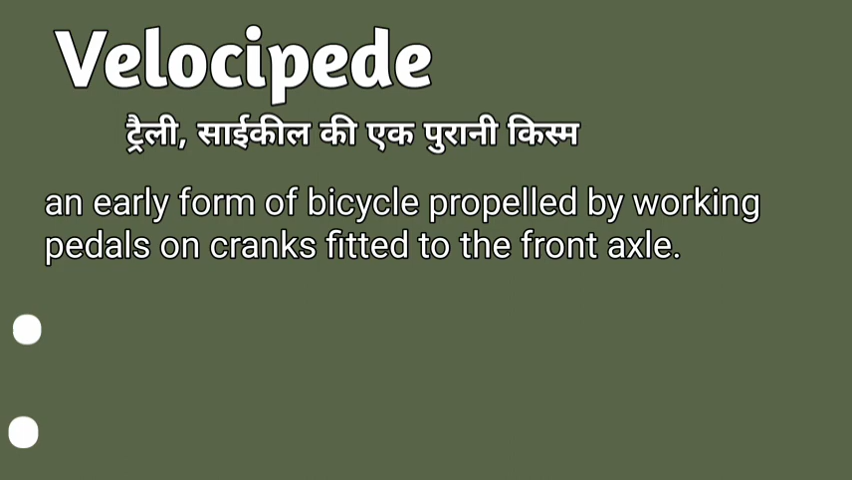 Velocipede
ट्रैली, साईकील की एक पुरानी किस्म
an early form of bicycle propelled by working
pedals on cranks fitted to the front axle.